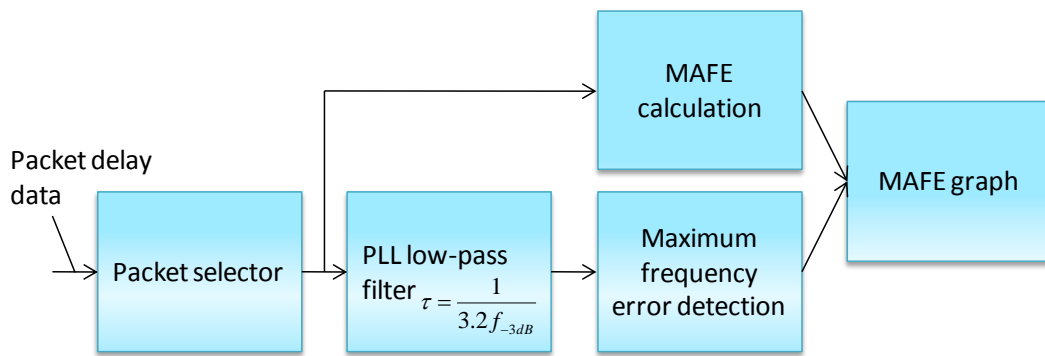 Packet delay
data
Packet selector
PLL low-pass
filter τ = 1 / 3.2 f₋₃dB
MAFE
calculation
Maximum
frequency
error detection
MAFE graph